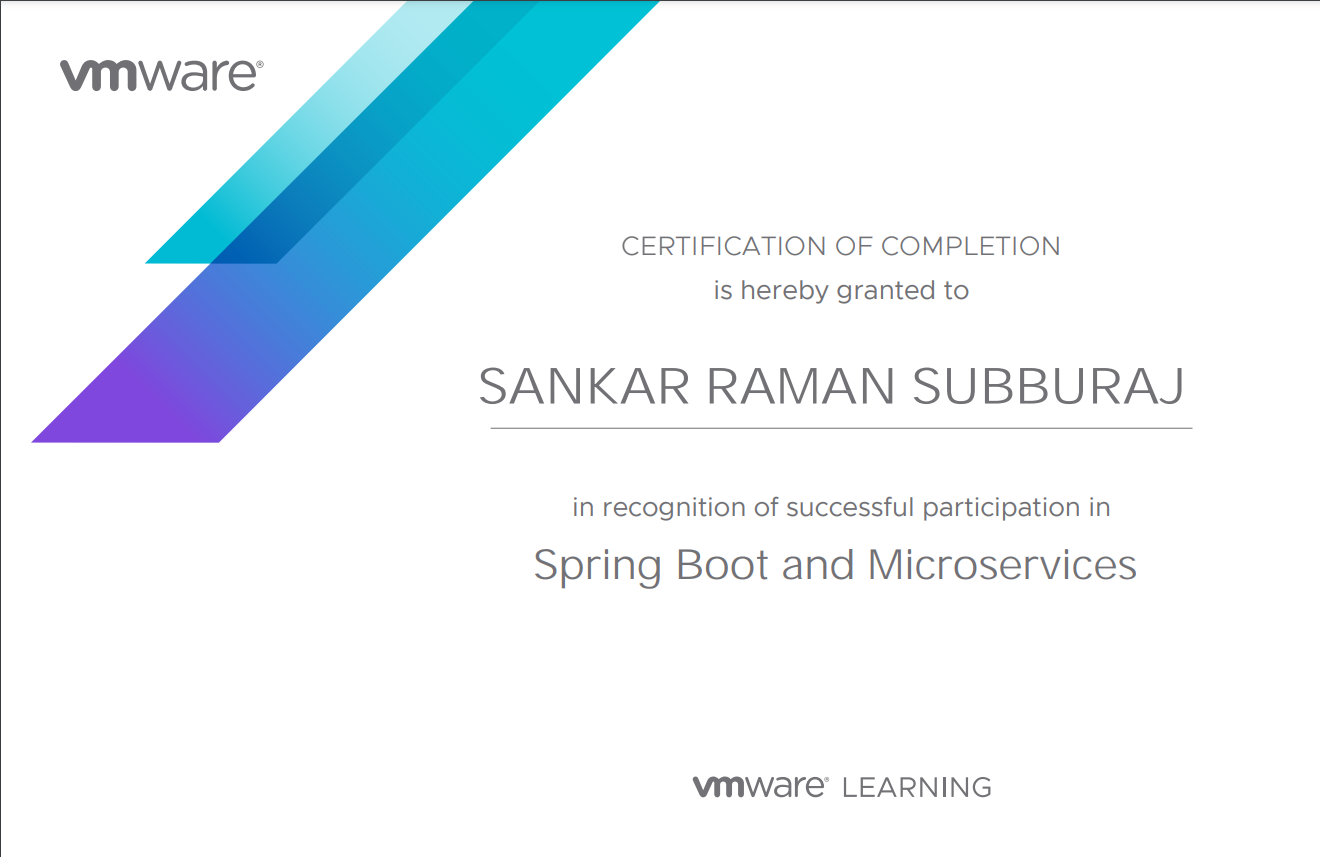 vmware®
CERTIFICATION OF COMPLETION
is hereby granted to
SANKAR RAMAN SUBBURAJ
in recognition of successful participation in
Spring Boot and Microservices
vmware® LEARNING